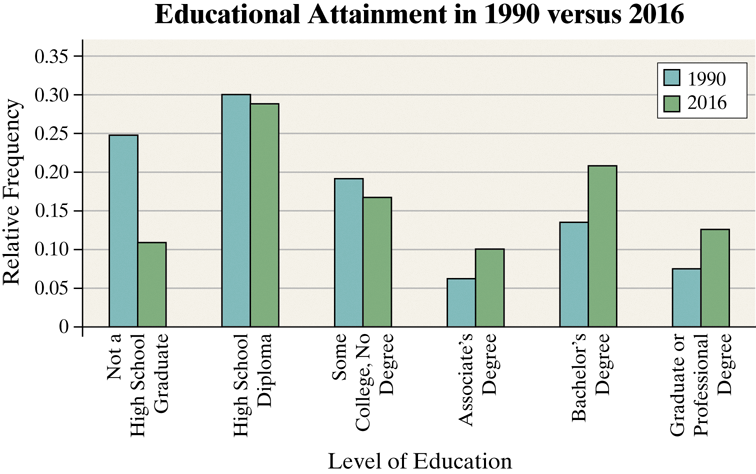 Educational Attainment in 1990 versus 2016
Relative Frequency
0.35
0.30
0.25
0.20
0.15
0.10
0.05
0
1990
2016
Not a
High School
Graduate
High School
Diploma
Some
College, No
Degree
Associate's
Degree
Bachelor's
Degree
Graduate or
Professional
Degree
Level of Education